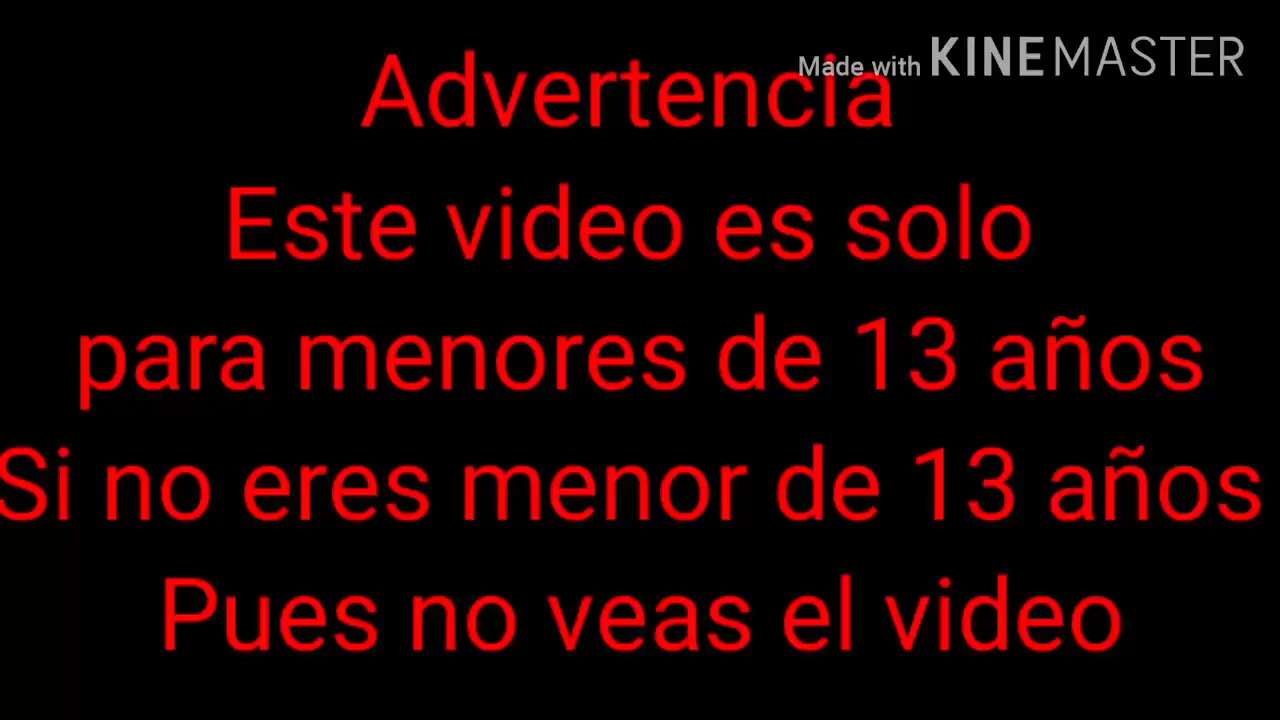 Made with KINEMASTER
Advertencia
Este video es solo
para menores de 13 años
Si no eres menor de 13 años
Pues no veas el video